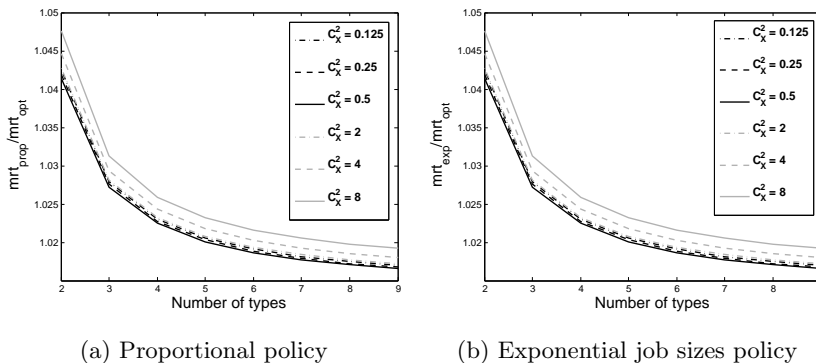 1.05
1.045
1.04
1.035
1.03
1.025
1.02
mrt_prop/mrt_opt
2 3 4 5 6 7 8 9
Number of types
C_X^2 = 0.125
C_X^2 = 0.25
C_X^2 = 0.5
C_X^2 = 2
C_X^2 = 4
C_X^2 = 8
(a) Proportional policy
1.05
1.045
1.04
1.035
1.03
1.025
1.02
mrt_exp/mrt_opt
2 3 4 5 6 7 8
Number of types
C_X^2 = 0.125
C_X^2 = 0.25
C_X^2 = 0.5
C_X^2 = 2
C_X^2 = 4
C_X^2 = 8
(b) Exponential job sizes policy